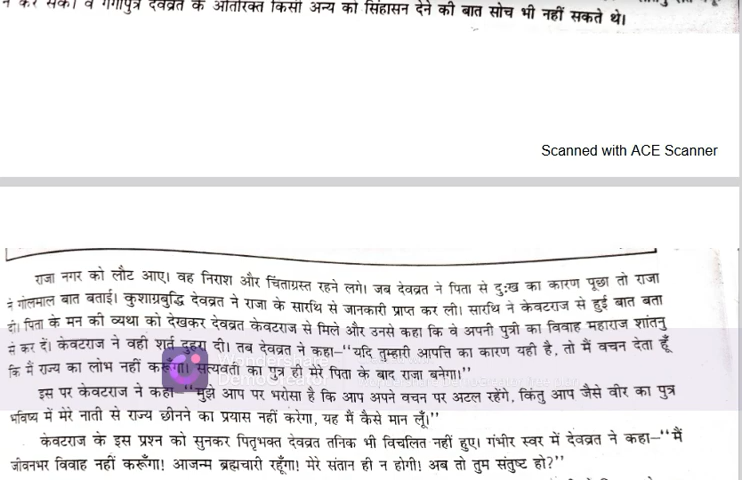 न कर सके। वे गंगापुत्र देवव्रत के अतिरिक्त किसी अन्य को सिंहासन देने की बात सोच भी नहीं सकते थे।
Scanned with ACE Scanner
राजा नगर को लौट आए। वह निराश और चिंताग्रस्त रहने लगे। जब देवव्रत ने पिता से दुःख का कारण पूछा तो राजा
ने गोलमाल बात बताई। कुशाग्रबुद्धि देवव्रत ने राजा के सारथि से जानकारी प्राप्त कर ली। सारथि ने केवटराज से हुई बात बता
दी। पिता के मन की व्यथा को देखकर देवव्रत केवटराज से मिले और उनसे कहा कि वे अपनी पुत्री का विवाह महाराज शांतनु
से कर दें। केवटराज ने वही शर्त दुहरा दी। तब देवव्रत ने कहा–‘‘यदि तुम्हारी आपत्ति का कारण यही है, तो मैं वचन देता हूँ
कि मैं राज्य का लोभ नहीं करूँगा। सत्यवती का पुत्र ही मेरे पिता के बाद राजा बनेगा।’’
Wondershare
DemoCreator
इस पर केवटराज ने कहा–‘‘मुझे आप पर भरोसा है कि आप अपने वचन पर अटल रहेंगे, किंतु आप जैसे वीर का पुत्र
भविष्य में मेरे नाती से राज्य छीनने का प्रयास नहीं करेगा, यह मैं कैसे मान लूँ।’’
केवटराज के इस प्रश्न को सुनकर पितृभक्त देवव्रत तनिक भी विचलित नहीं हुए। गंभीर स्वर में देवव्रत ने कहा–‘‘मैं
जीवनभर विवाह नहीं करूँगा! आजन्म ब्रह्मचारी रहूँगा! मेरे संतान ही न होगी! अब तो तुम संतुष्ट हो?’’